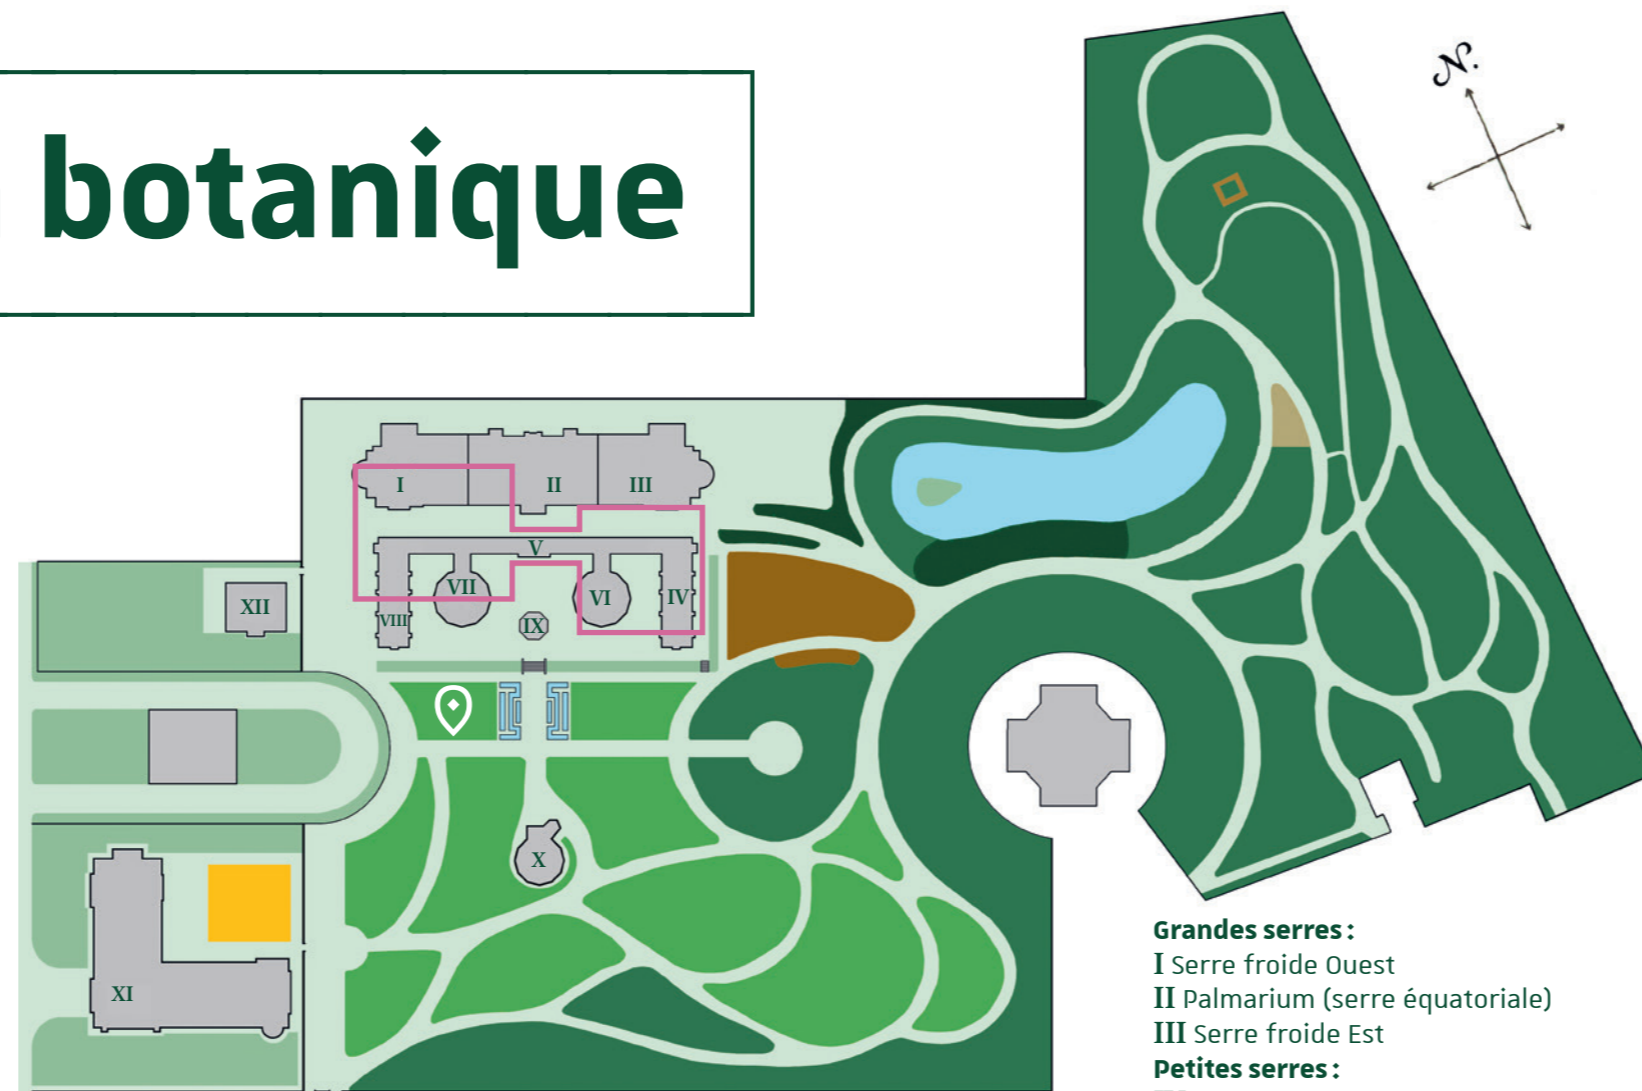 botanique
N.
I
II
III
V
VII
VI
IV
VIII
IX
XII
X
XI
Grandes serres :
I Serre froide Ouest
II Palmarium (serre équatoriale)
III Serre froide Est
Petites serres :